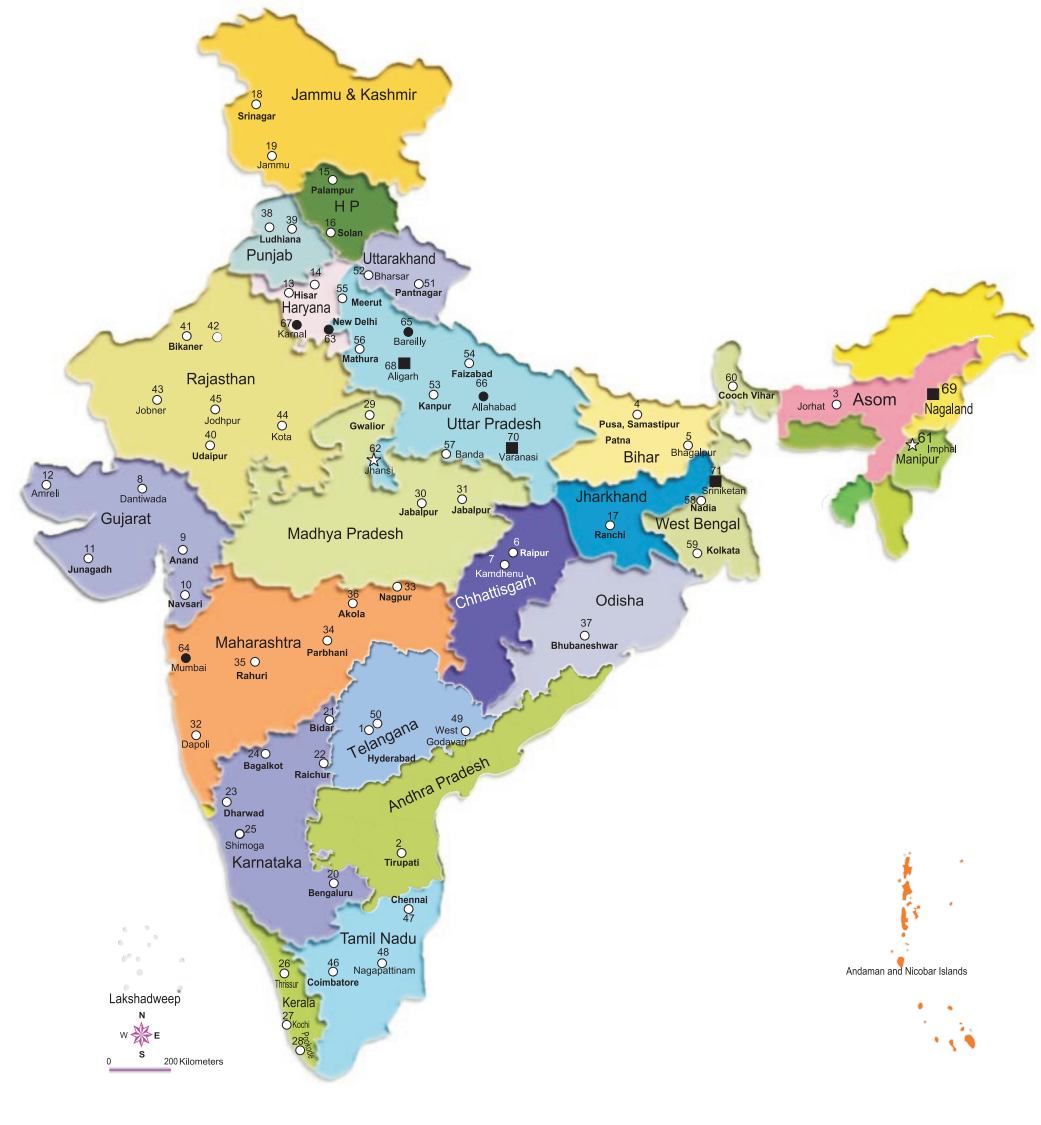 18
Jammu & Kashmir
Srinagar
19
Jammu
15
Palampur
H P
16
Solan
38
39
Ludhiana
Punjab
Uttarakhand
52
Bharsar
51
Pantnagar
14
13
Hisar
Haryana
55
Meerut
67
Karnal
New Delhi
63
65
Bareilly
41
Bikaner
42
56
Mathura
68
Aligarh
54
Faizabad
Rajasthan
43
Jobner
45
Jodhpur
44
Kota
40
Udaipur
53
Kanpur
66
Allahabad
29
Gwalior
Uttar Pradesh
62
Jhansi
57
Banda
70
Varanasi
60
Cooch Vihar
4
Pusa, Samastipur
Patna
5
Bhagalpur
Bihar
3
Jorhat
Asom
69
Nagaland
61
Imphal
Manipur
12
Amreli
8
Dantiwada
Gujarat
11
Junagadh
9
Anand
10
Navsari
30
Jabalpur
31
Jabalpur
Madhya Pradesh
Jharkhand
17
Ranchi
71
Sriniketan
58
Nadia
West Bengal
59
Kolkata
6
Raipur
7
Kamdhenu
Chhattisgarh
Odisha
37
Bhubaneshwar
33
Nagpur
36
Akola
Maharashtra
34
Parbhani
64
Mumbai
35
Rahuri
32
Dapoli
21
Bidar
50
1
Telangana
Hyderabad
49
West
Godavari
24
Bagalkot
22
Raichur
Andhra Pradesh
23
Dharwad
25
Shimoga
Karnataka
2
Tirupati
20
Bengaluru
Chennai
47
Tamil Nadu
48
Nagapattinam
46
Coimbatore
26
Thrissur
Kerala
27
Kochi
28
Lakshadweep
N
W
E
S
0
200 Kilometers
Andaman and Nicobar Islands